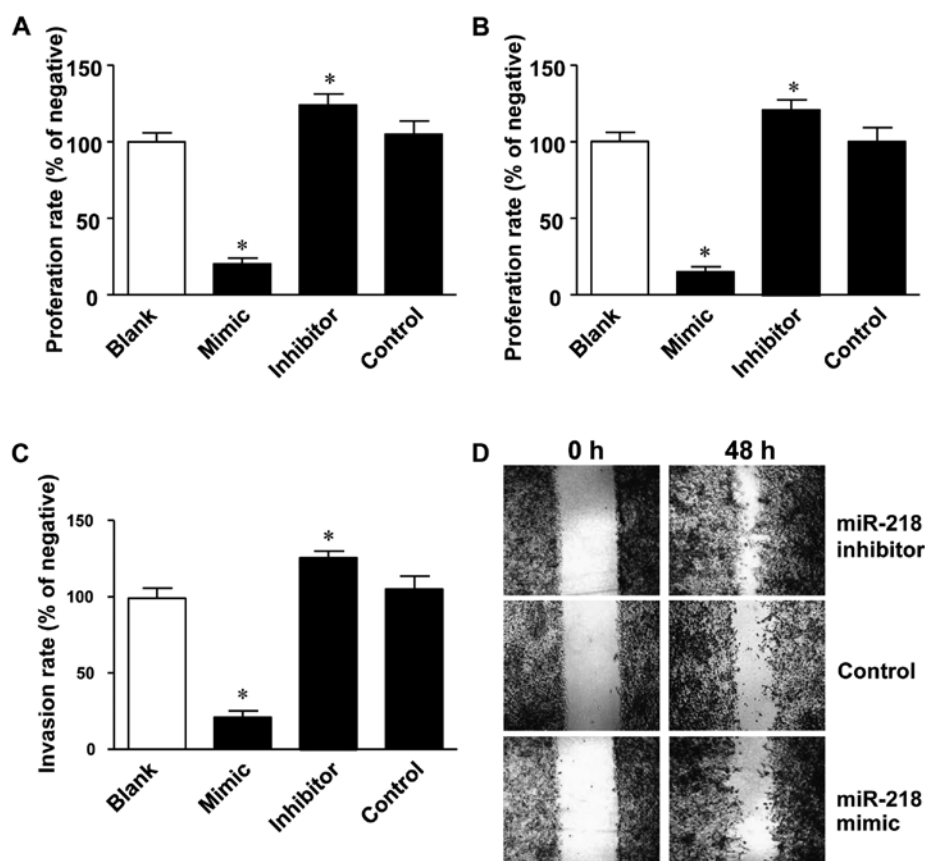 A
Proferation rate (% of negative)
150
100
50
0
*
*
Blank
Mimic
Inhibitor
Control
B
Proferation rate (% of negative)
150
100
50
0
*
*
Blank
Mimic
Inhibitor
Control
C
Invasion rate (% of negative)
150
100
50
0
*
*
Blank
Mimic
Inhibitor
Control
D
0 h
48 h
miR-218
inhibitor
Control
miR-218
mimic